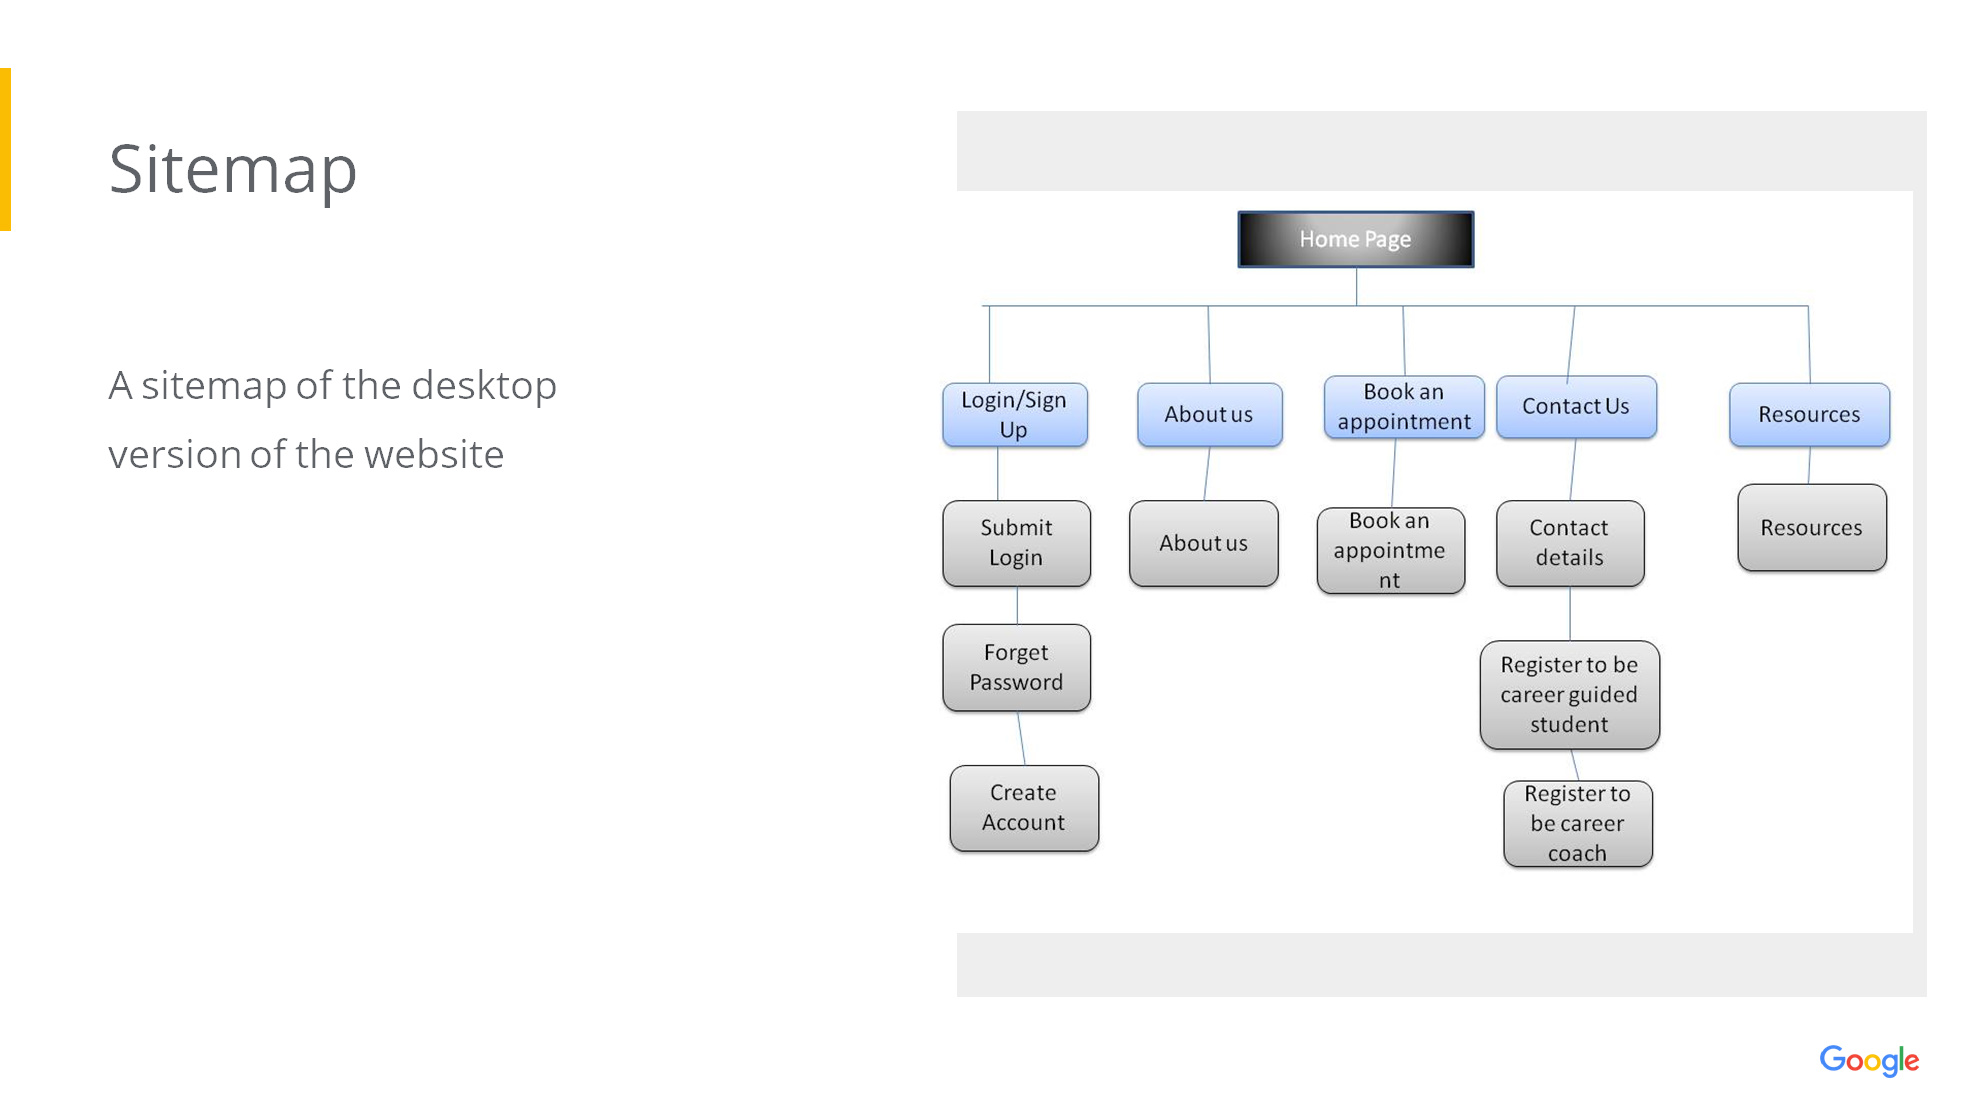 Sitemap
A sitemap of the desktop
version of the website
Home Page
Login/Sign
Up
About us
Book an
appointment
Contact Us
Resources
Submit
Login
About us
Book an
appointme
nt
Contact
details
Resources
Forget
Password
Register to be
career guided
student
Create
Account
Register to
be career
coach
Google